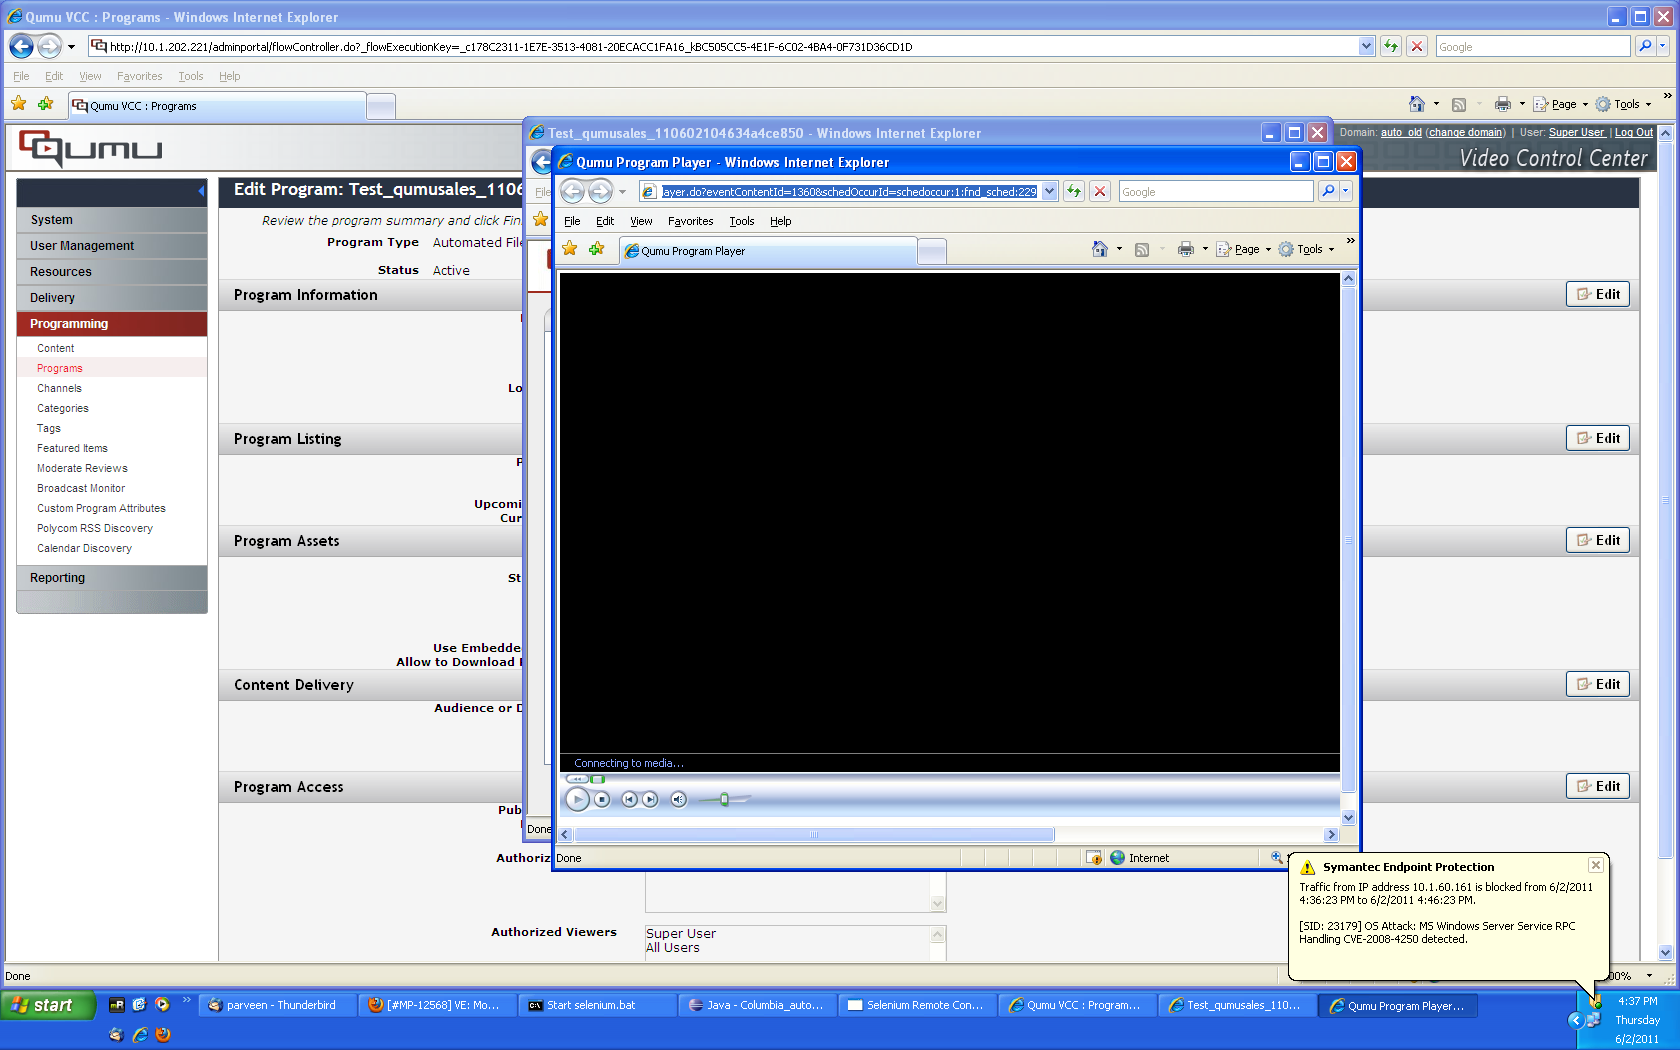 Qumu VCC : Programs - Windows Internet Explorer
http://10.1.202.221/adminportal/flowController.do?_flowExecutionKey=_c178C2311-1E7E-3513-4081-20ECACC1FA16_kBC505CC5-4E1F-6C02-4BA4-0F731D36CD1D
Google
File Edit View Favorites Tools Help
Qumu VCC : Programs
Page Tools
QUMU
Domain: auto_old (change domain) | User: Super User | Log Out
Video Control Center
System
User Management
Resources
Delivery
Programming
Content
Programs
Channels
Categories
Tags
Featured Items
Moderate Reviews
Broadcast Monitor
Custom Program Attributes
Polycom RSS Discovery
Calendar Discovery
Reporting
Edit Program: Test_qumusales_1106
Review the program summary and click Fin
Program Type Automated File
Status Active
Program Information Edit
Lo
Program Listing Edit
P
Upcomi
Cur
Program Assets Edit
St
Use Embedde
Allow to Download
Content Delivery Edit
Audience or D
Program Access Edit
Pub
Authoriz
Authorized Viewers
Super User
All Users
Done
Test_qumusales_110602104634a4ce850 - Windows Internet Explorer
File
Done
Qumu Program Player - Windows Internet Explorer
ayer.do?eventContentId=1360&schedOccurId=schedoccur:1:fnd_sched:229
Google
File Edit View Favorites Tools Help
Qumu Program Player
Page Tools
Connecting to media...
Done
Internet
Symantec Endpoint Protection
Traffic from IP address 10.1.60.161 is blocked from 6/2/2011
4:36:23 PM to 6/2/2011 4:46:23 PM.
[SID: 23179] OS Attack: MS Windows Server Service RPC
Handling CVE-2008-4250 detected.
00%
start
parveen - Thunderbird
[#MP-12568] VE: Mo...
Start selenium.bat
Java - Columbia_auto...
Selenium Remote Con...
Qumu VCC : Program...
Test_qumusales_110...
Qumu Program Player...
4:37 PM
Thursday
6/2/2011